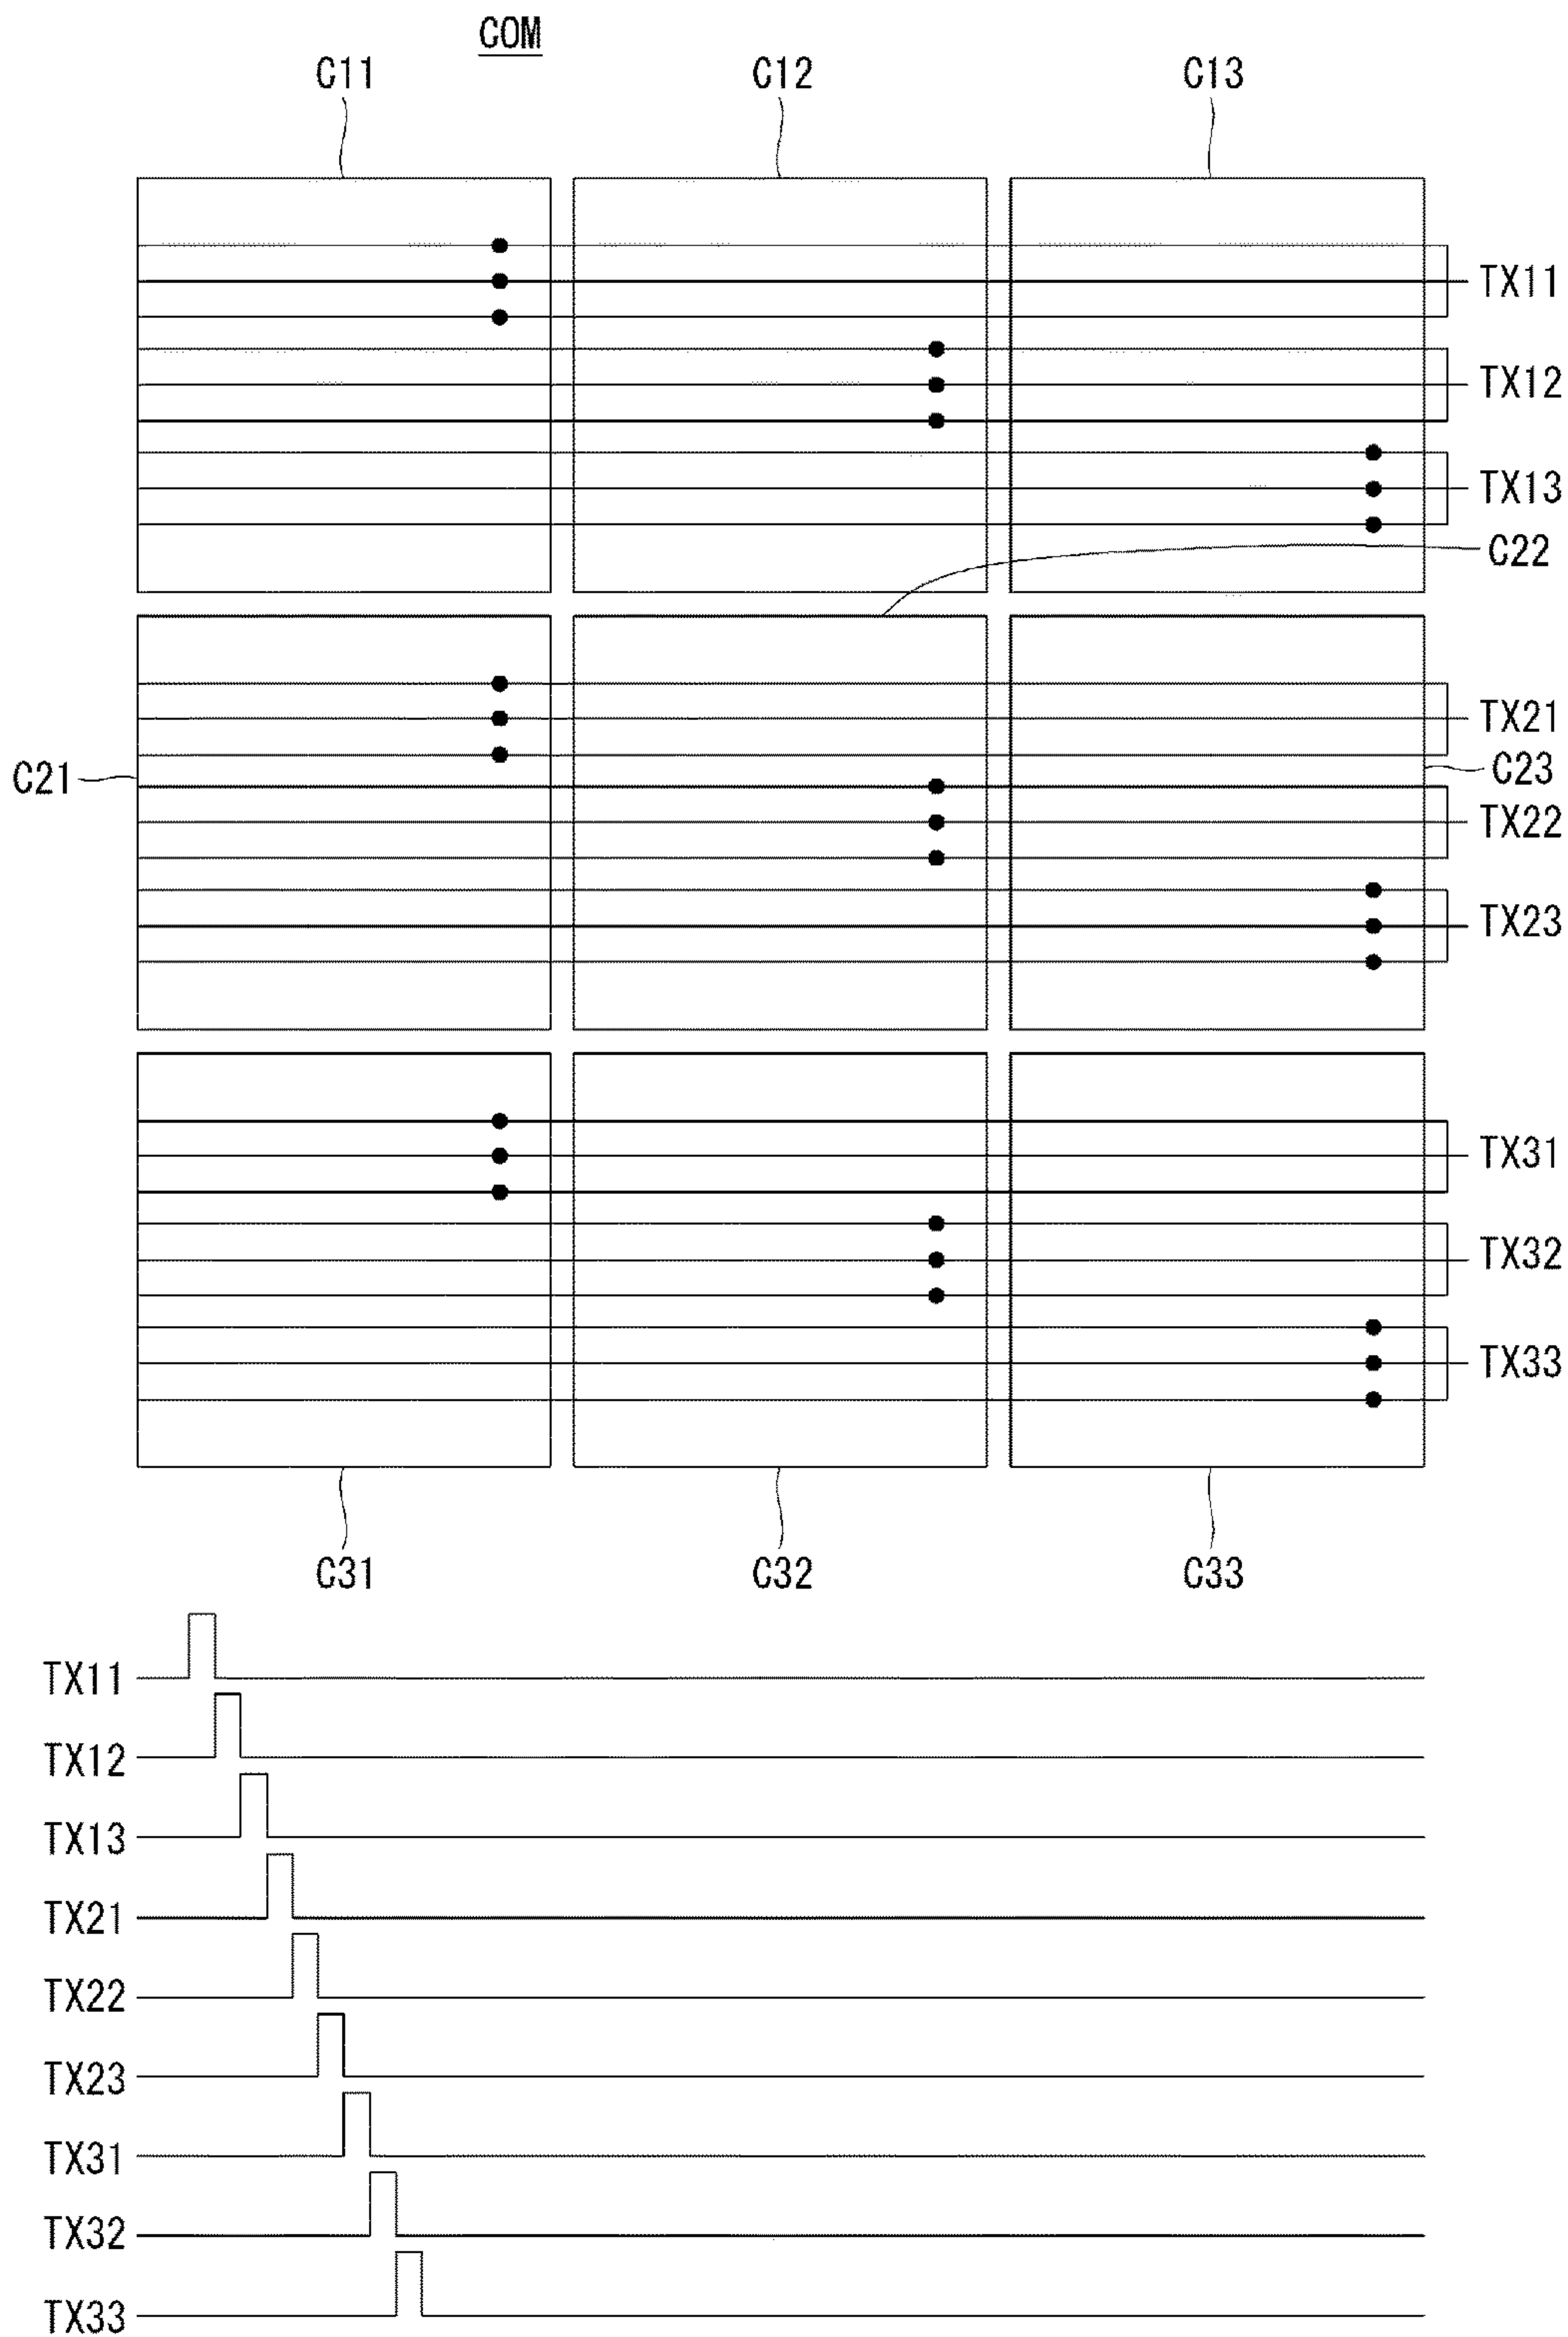 COM
C11 C12 C13
TX11
TX12
TX13
C22
TX21
C21 C23
TX22
TX23
TX31
TX32
TX33
C31 C32 C33
TX11
TX12
TX13
TX21
TX22
TX23
TX31
TX32
TX33